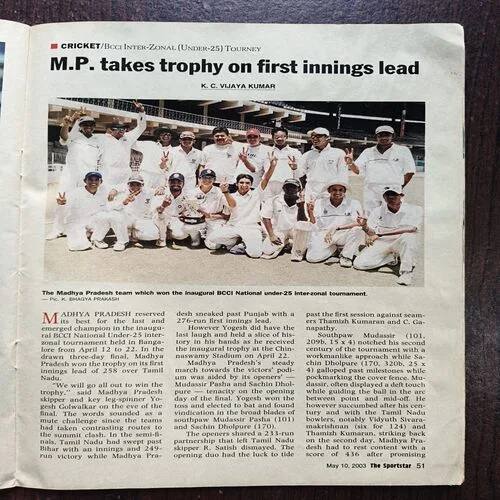 CRICKET/BCCI INTER-ZONAL (UNDER-25) TOURNEY
M.P. takes trophy on first innings lead
K. C. VIJAYA KUMAR
The Madhya Pradesh team which won the inaugural BCCI National under-25 inter-zonal tournament.
— Pic. K. BHAGYA PRAKASH
MADHYA PRADESH reserved
its best for the last and
emerged champion in the inaugu-
ral BCCI National Under-25 inter-
zonal tournament held in Banga-
lore from April 12 to 22. In the
drawn three-day final, Madhya
Pradesh won the trophy on its first
innings lead of 258 over Tamil
Nadu.
"We will go all out to win the
trophy," said Madhya Pradesh
skipper and key leg-spinner Yo-
gesh Golwalkar on the eve of the
final. The words sounded as a
mute challenge since the teams
had taken contrasting routes to
the summit clash. In the semi-fi-
nals, Tamil Nadu had swept past
Bihar with an innings and 249-
run victory while Madhya Pra-
desh sneaked past Punjab with a
276-run first innings lead.
However Yogesh did have the
last laugh and held a slice of his-
tory in his hands as he received
the inaugural trophy at the Chin-
naswamy Stadium on April 22.
Madhya Pradesh's steady
march towards the victories' podi-
um was aided by its openers' —
Mudassir Pasha and Sachin Dhol-
pure — tenacity on the opening
day of the final. Yogesh won the
toss and elected to bat and found
vindication in the broad blades of
southpaw Mudassir Pasha (101)
and Sachin Dholpure (170).
The openers shared a 233-run
partnership that left Tamil Nadu
skipper R. Satish dismayed. The
opening duo had the luck to tide
past the first session against seam-
ers Thamizh Kumaran and C. Ga-
napathy.
Southpaw Mudassir (101,
209b, 15 x 4) notched his second
century of the tournament with a
workmanlike approach while Sa-
chin Dholpure (170, 320b, 25 x
4) galloped past milestones while
pockmarking the cover fence. Mu-
dassir, often displayed a deft touch
while guiding the ball in the arc
between point and mid-off. He
however succumbed after his cen-
tury and with the Tamil Nadu
bowlers, notably Vidyuth Sivara-
makrishnan (six for 124) and
Thamizh Kumaran, striking back
on the second day, Madhya Pra-
desh had to rest content with a
score of 436 after promising
May 10, 2003 The Sportstar 51